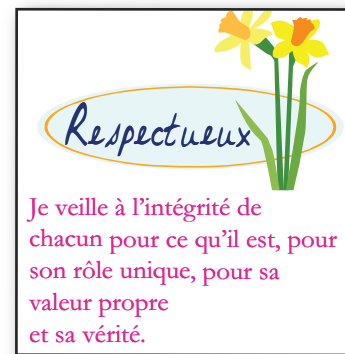 Respectueux
Je veille à l’intégrité de
chacun pour ce qu’il est, pour
son rôle unique, pour sa
valeur propre
et sa vérité.